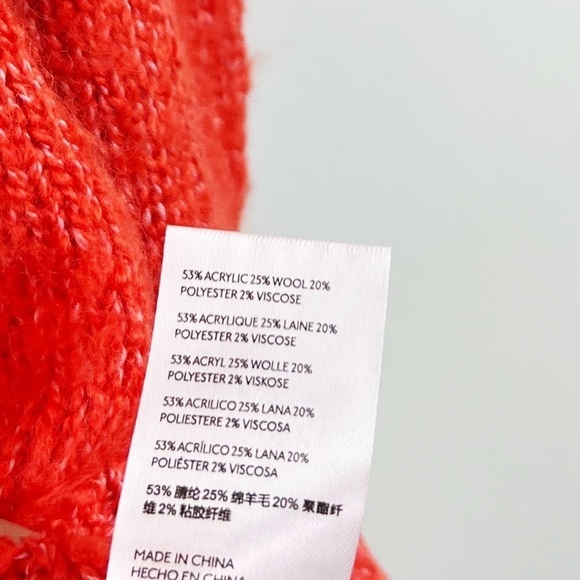 53% ACRYLIC 25% WOOL 20%
POLYESTER 2% VISCOSE
53% ACRYLIQUE 25% LAINE 20%
POLYESTER 2% VISCOSE
53% ACRYL 25% WOLLE 20%
POLYESTER 2% VISKOSE
53% ACRILICO 25% LANA 20%
POLIESTERE 2% VISCOSA
53% ACRÍLICO 25% LANA 20%
POLIÉSTER 2% VISCOSA
53% 腈纶 25% 绵羊毛 20% 聚酯纤
维 2% 粘胶纤维
MADE IN CHINA
HECHO EN CHINA